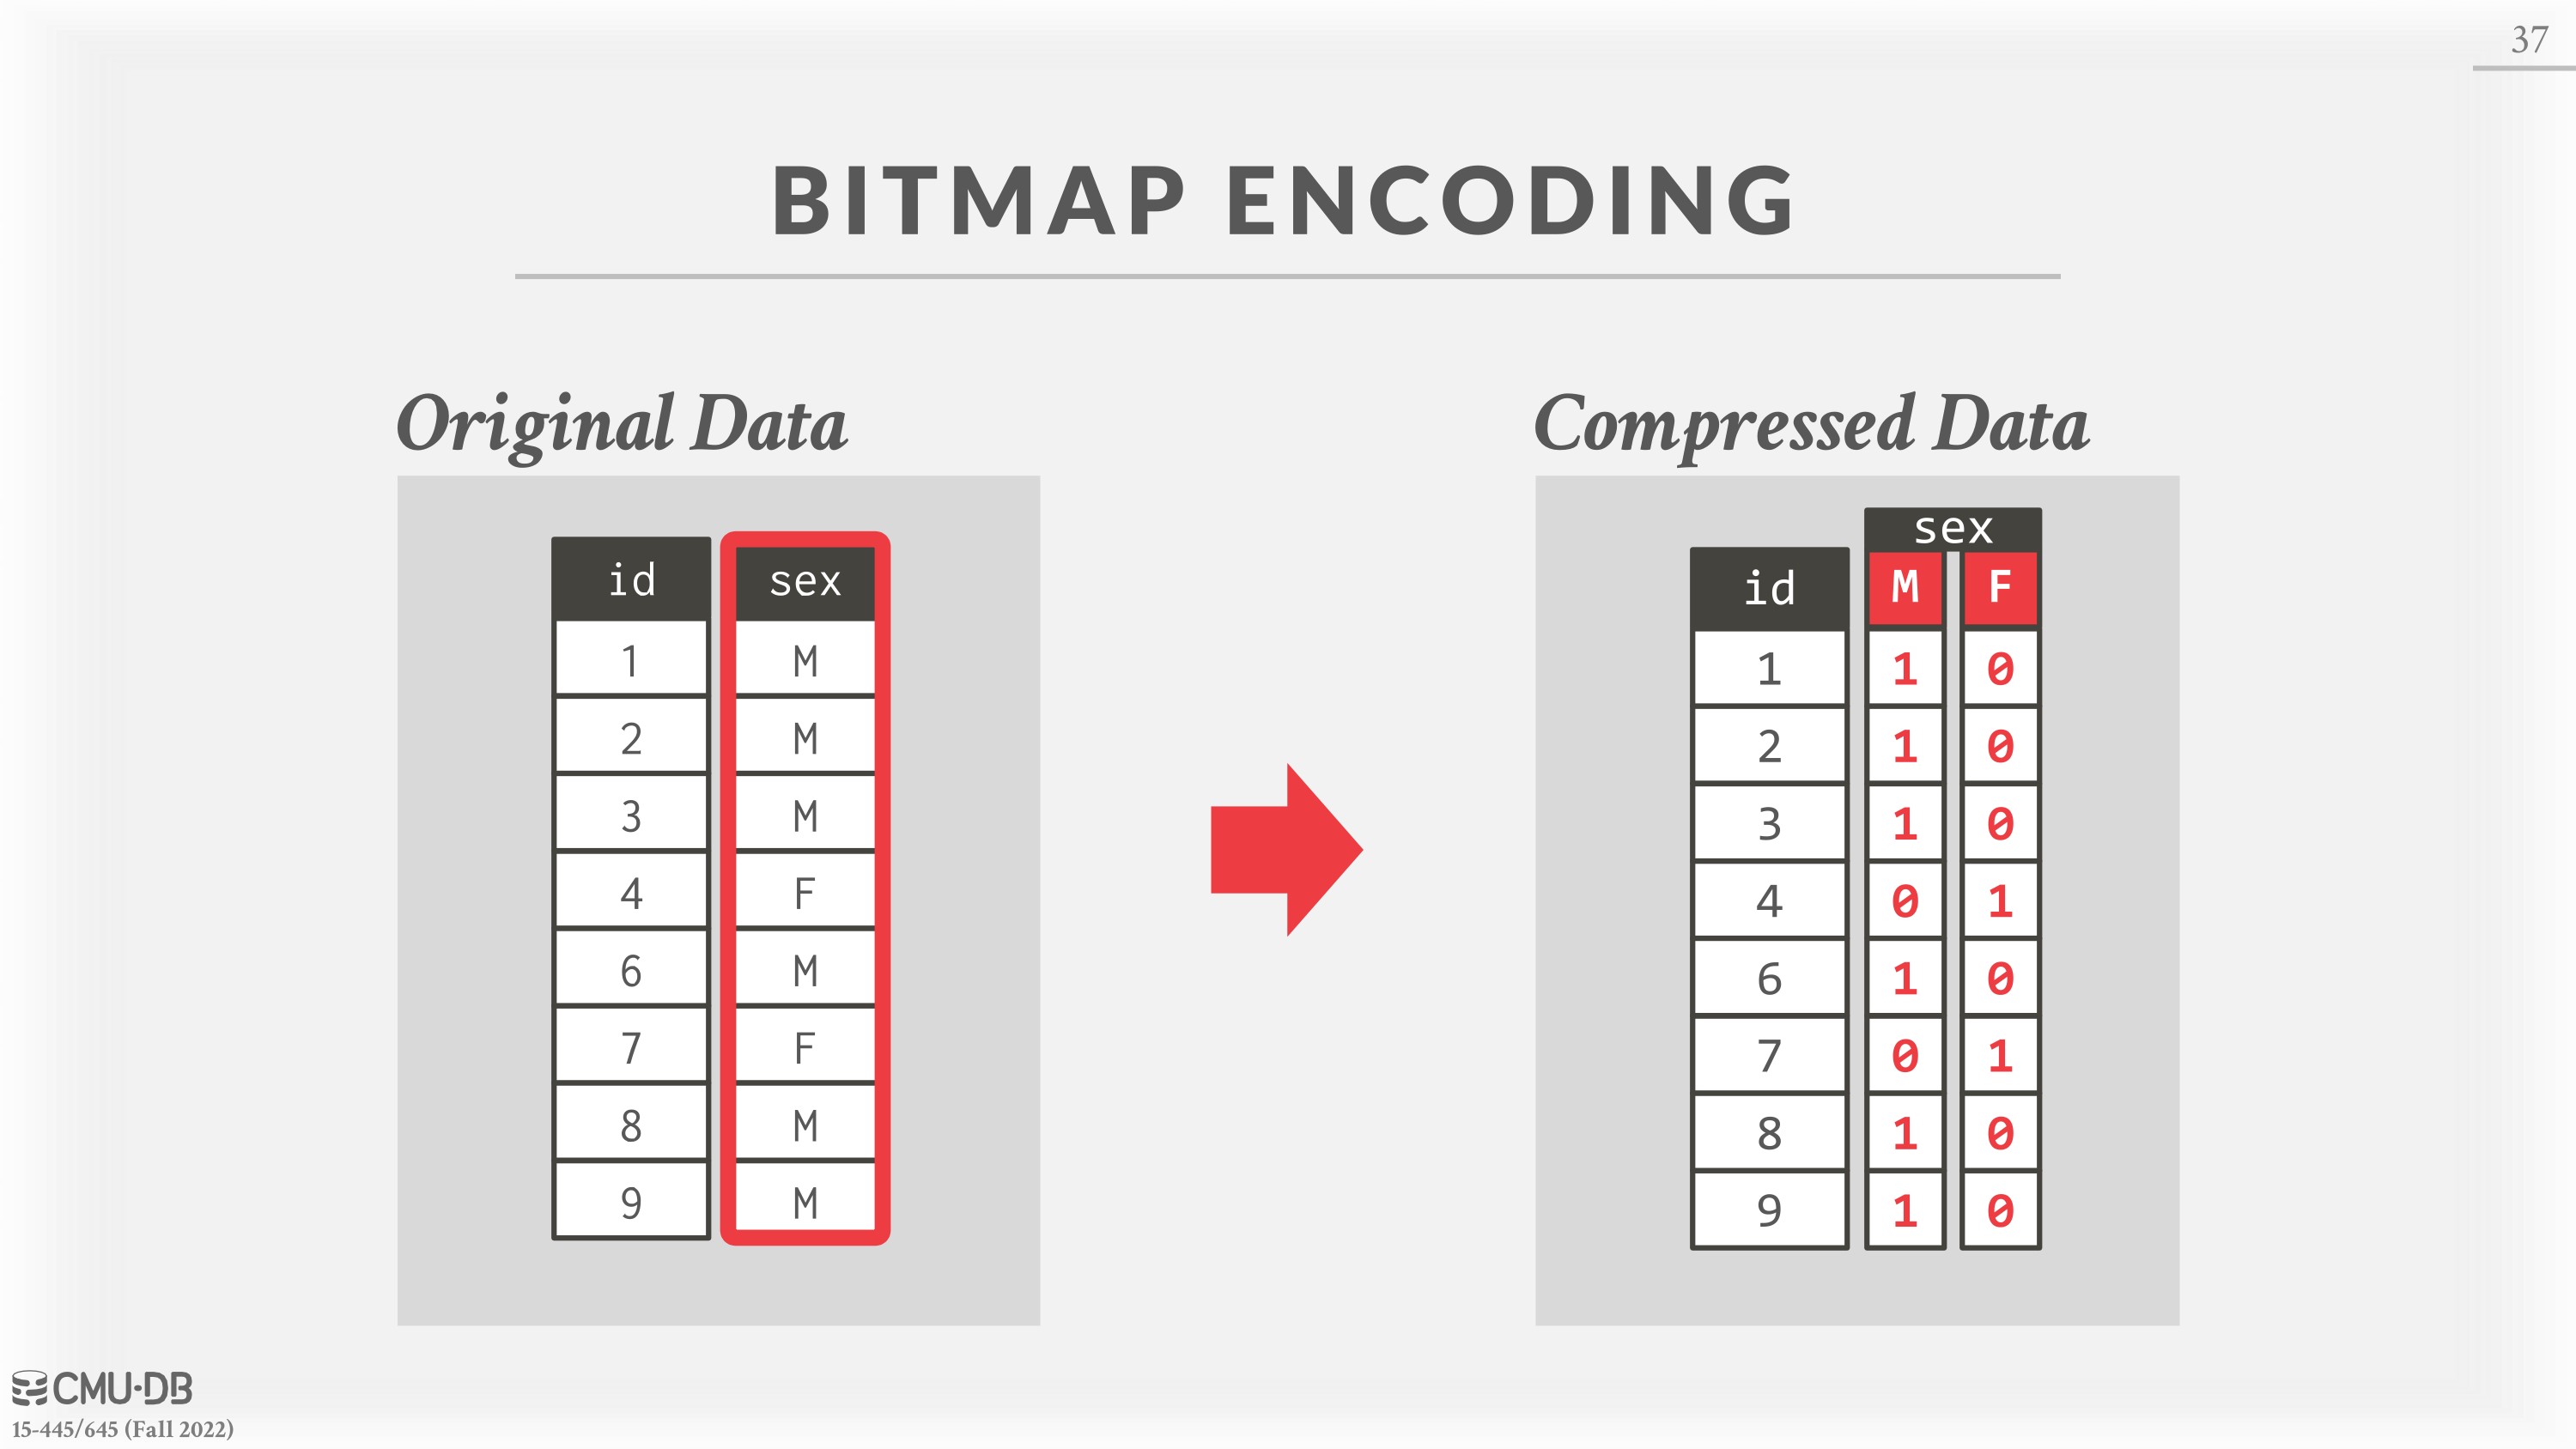 37
BITMAP ENCODING
Original Data
id sex
1 M
2 M
3 M
4 F
6 M
7 F
8 M
9 M
Compressed Data
sex
id M F
1 1 0
2 1 0
3 1 0
4 0 1
6 1 0
7 0 1
8 1 0
9 1 0
CMU·DB
15-445/645 (Fall 2022)